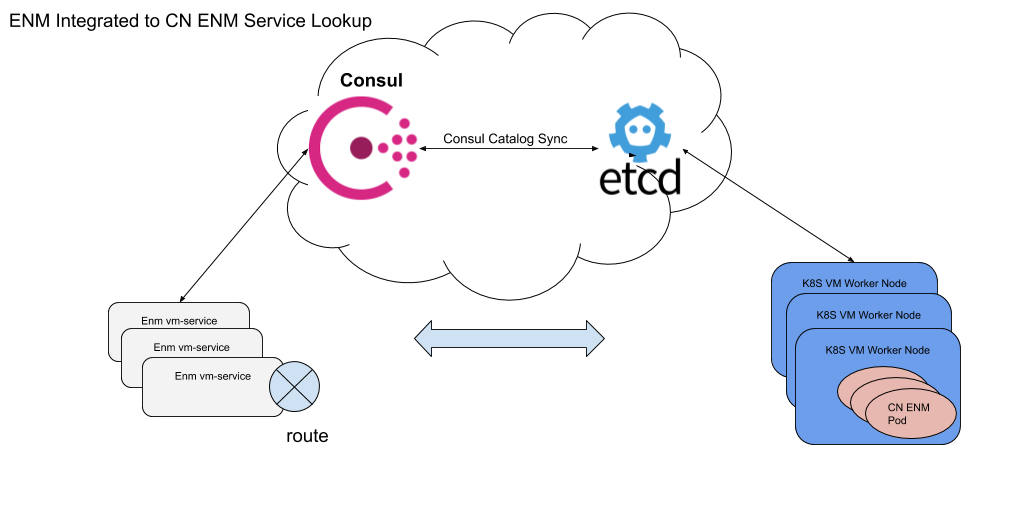 ENM Integrated to CN ENM Service Lookup
Consul
Consul Catalog Sync
etcd
Enm vm-service
Enm vm-service
Enm vm-service
route
K8S VM Worker Node
K8S VM Worker Node
K8S VM Worker Node
CN ENM
Pod